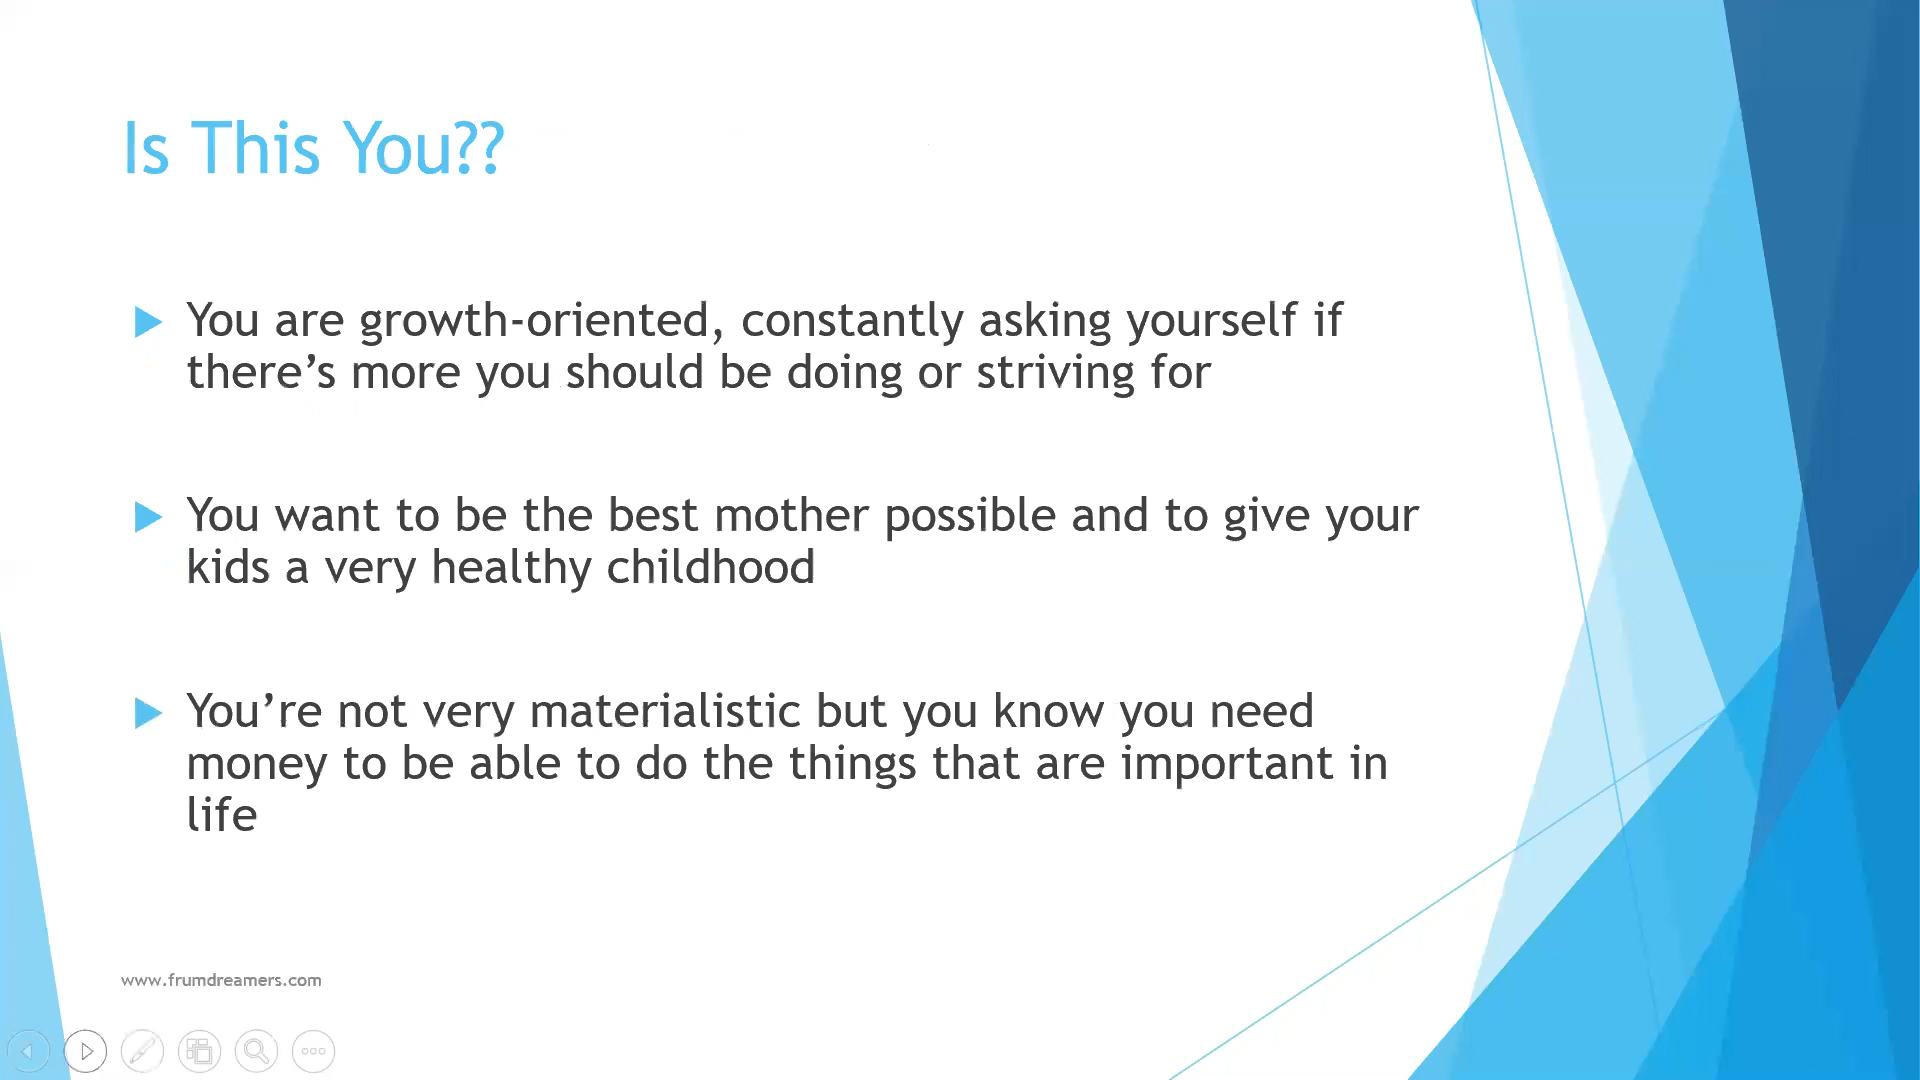 Is This You??
You are growth-oriented, constantly asking yourself if
there’s more you should be doing or striving for
You want to be the best mother possible and to give your
kids a very healthy childhood
You’re not very materialistic but you know you need
money to be able to do the things that are important in
life
www.frumdreamers.com